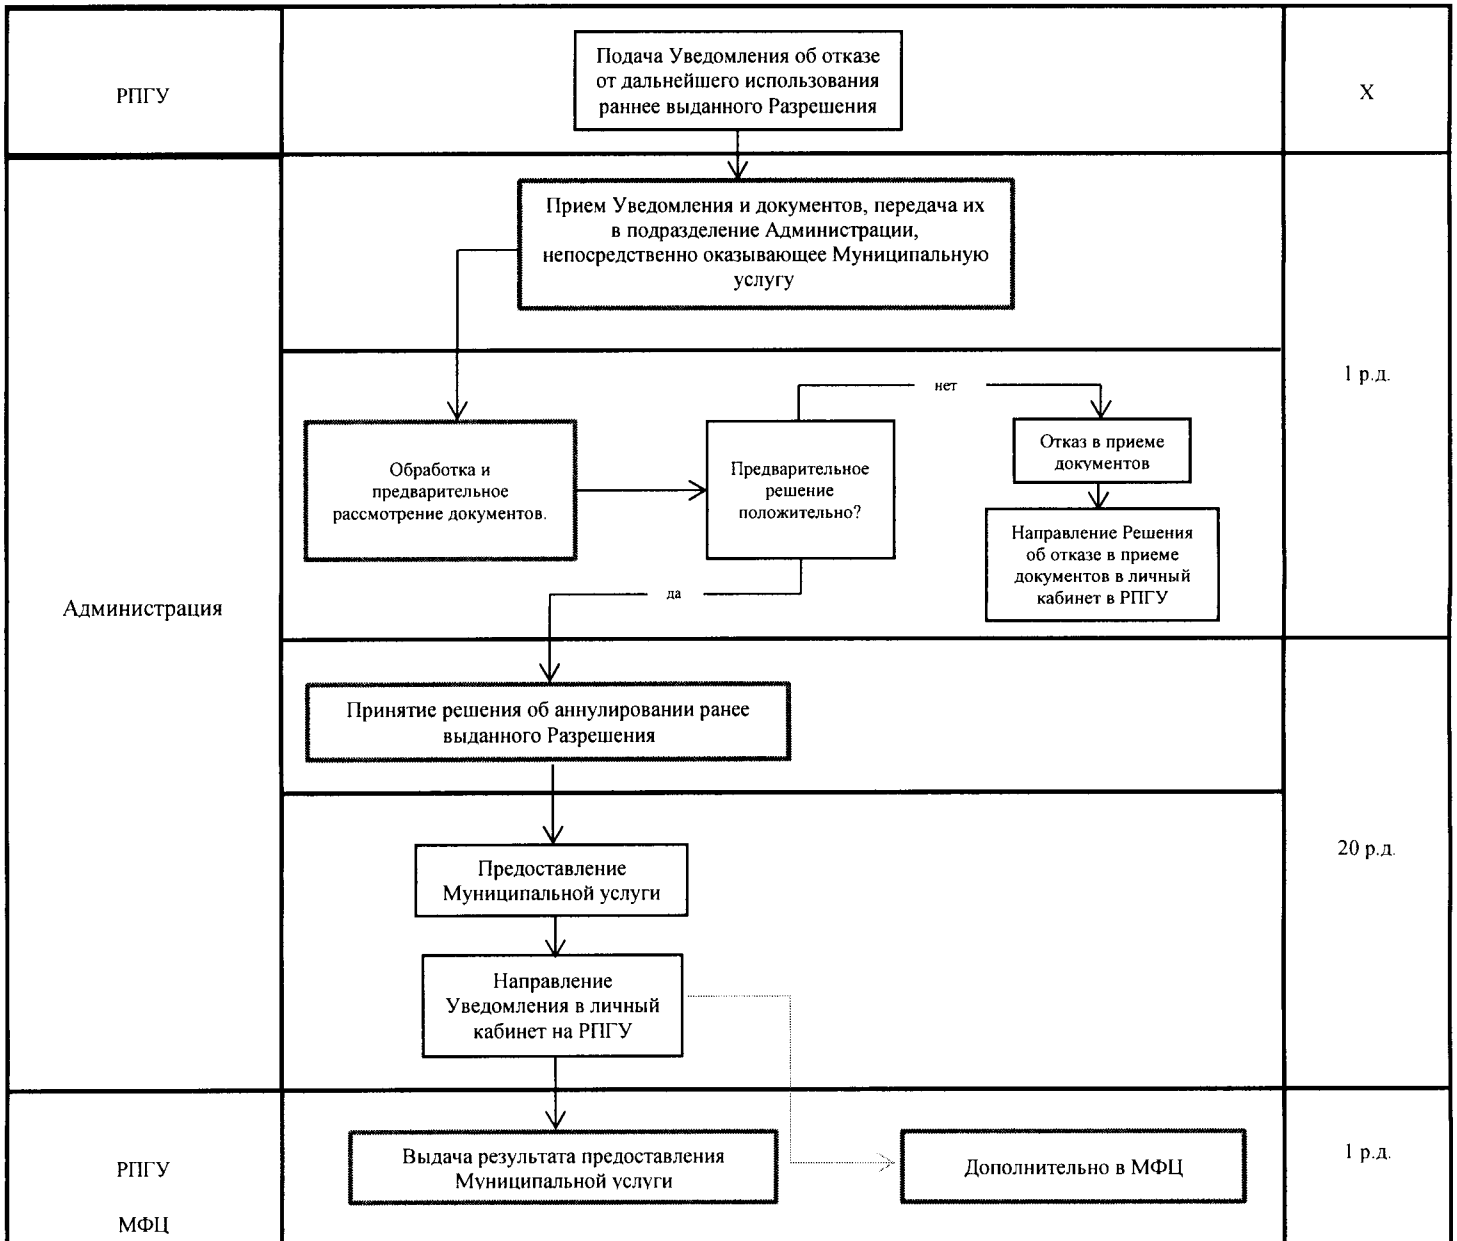 РПГУ
Подача Уведомления об отказе
от дальнейшего использования
раннее выданного Разрешения
X
Прием Уведомления и документов, передача их
в подразделение Администрации,
непосредственно оказывающее Муниципальную
услугу
1 р.д.
нет
Обработка и
предварительное
рассмотрение документов.
Предварительное
решение
положительно?
Отказ в приеме
документов
Направление Решения
об отказе в приеме
документов в личный
кабинет в РПГУ
да
Администрация
Принятие решения об аннулировании ранее
выданного Разрешения
20 р.д.
Предоставление
Муниципальной услуги
Направление
Уведомления в личный
кабинет на РПГУ
РПГУ
МФЦ
Выдача результата предоставления
Муниципальной услуги
Дополнительно в МФЦ
1 р.д.